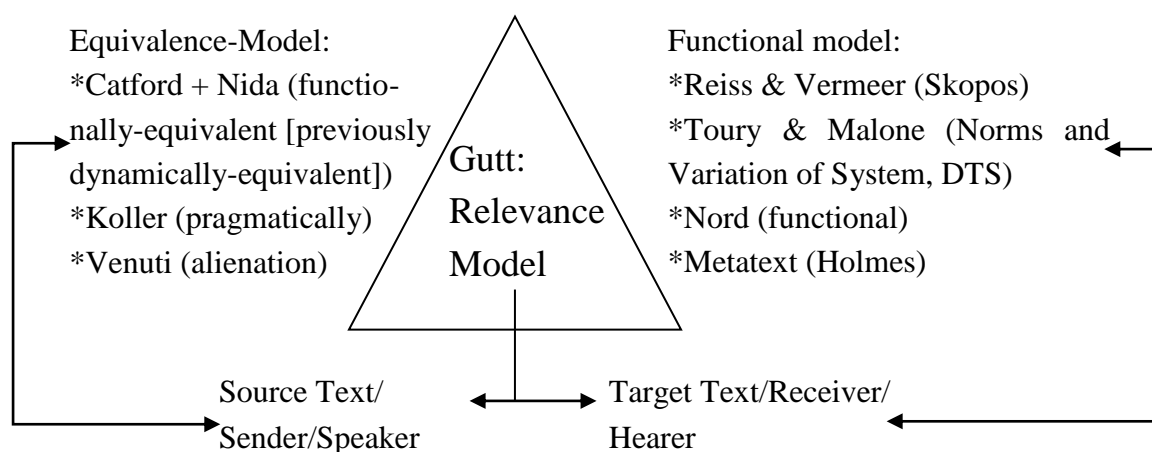 Equivalence-Model:
*Catford + Nida (functio-
nally-equivalent [previously
dynamically-equivalent])
*Koller (pragmatically)
*Venuti (alienation)
Gutt:
Relevance
Model
Functional model:
*Reiss & Vermeer (Skopos)
*Toury & Malone (Norms and
Variation of System, DTS)
*Nord (functional)
*Metatext (Holmes)
Source Text/
Sender/Speaker
Target Text/Receiver/
Hearer